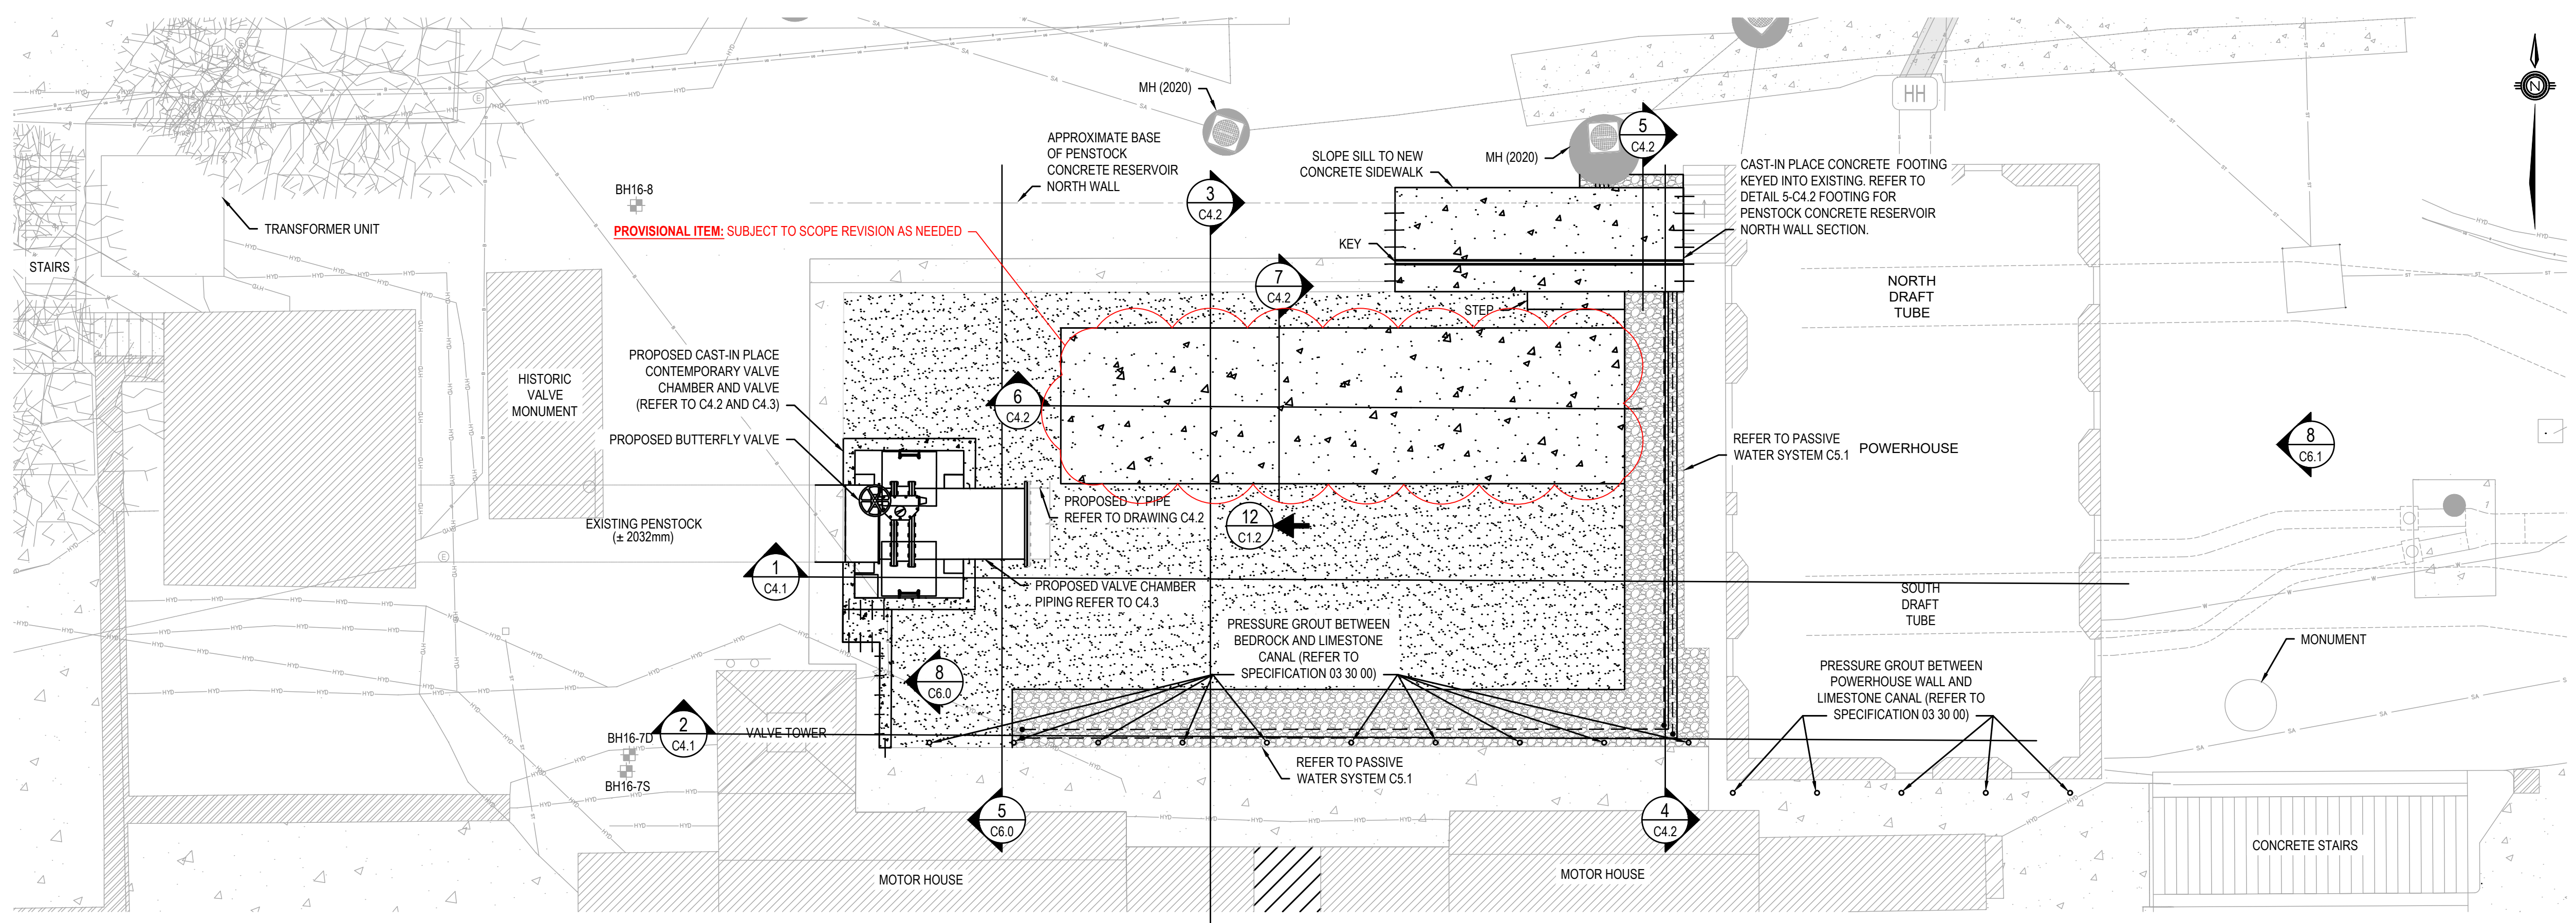 MH (2020)
HH
N
5
C4.2
APPROXIMATE BASE
OF PENSTOCK
CONCRETE RESERVOIR
NORTH WALL
SLOPE SILL TO NEW
CONCRETE SIDEWALK
MH (2020)
CAST-IN PLACE CONCRETE FOOTING
KEYED INTO EXISTING. REFER TO
DETAIL 5-C4.2 FOOTING FOR
PENSTOCK CONCRETE RESERVOIR
NORTH WALL SECTION.
BH16-8
3
C4.2
TRANSFORMER UNIT
PROVISIONAL ITEM: SUBJECT TO SCOPE REVISION AS NEEDED
KEY
STAIRS
7
C4.2
NORTH
DRAFT
TUBE
STEP
PROPOSED CAST-IN PLACE
CONTEMPORARY VALVE
CHAMBER AND VALVE
(REFER TO C4.2 AND C4.3)
HISTORIC
VALVE
MONUMENT
6
C4.2
PROPOSED BUTTERFLY VALVE
REFER TO PASSIVE
WATER SYSTEM C5.1
POWERHOUSE
8
C6.1
PROPOSED 'Y' PIPE
REFER TO DRAWING C4.2
12
C1.2
EXISTING PENSTOCK
(± 2032mm)
1
C4.1
PROPOSED VALVE CHAMBER
PIPING REFER TO C4.3
SOUTH
DRAFT
TUBE
PRESSURE GROUT BETWEEN
BEDROCK AND LIMESTONE
CANAL (REFER TO
SPECIFICATION 03 30 00)
MONUMENT
8
C6.0
PRESSURE GROUT BETWEEN
POWERHOUSE WALL AND
LIMESTONE CANAL (REFER TO
SPECIFICATION 03 30 00)
2
C4.1
VALVE TOWER
BH16-7D
BH16-7S
REFER TO PASSIVE
WATER SYSTEM C5.1
5
C6.0
4
C4.2
CONCRETE STAIRS
MOTOR HOUSE
MOTOR HOUSE